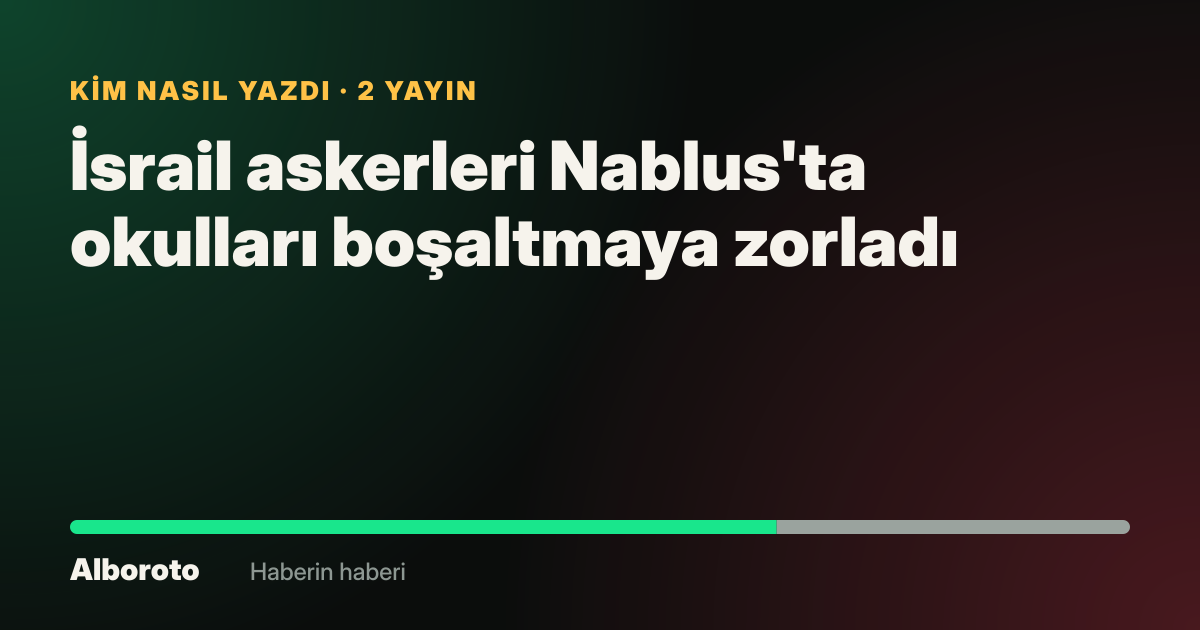 KİM NASIL YAZDI · 2 YAYIN
İsrail askerleri Nablus'ta
okulları boşaltmaya zorladı
Alboroto Haberin haberi